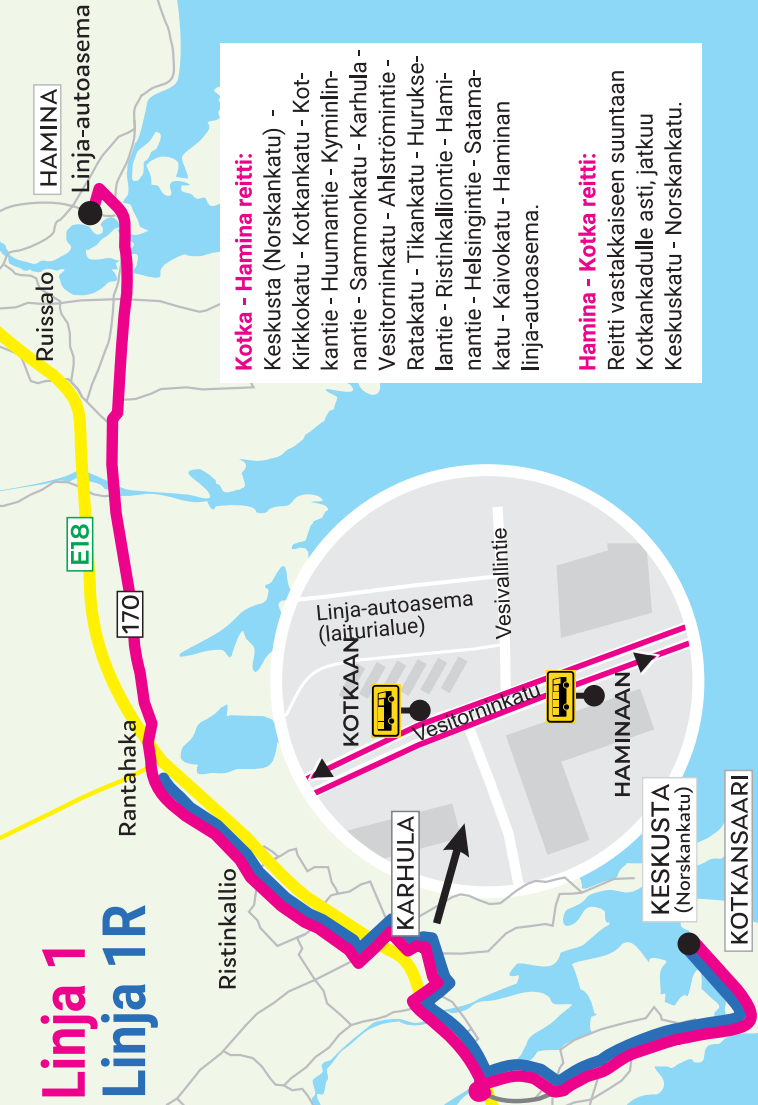 Linja 1
Linja 1R
HAMINA
Linja-autoasema
Ruissalo
E18
170
Rantahaka
Ristinkallio
KARHULA
KESKUSTA
(Norskankatu)
KOTKANSAARI
Linja-autoasema
(laiturialue)
Vesivallintie
KOTKAAN
Vesitorninkatu
HAMINAAN
Kotka - Hamina reitti:
Keskusta (Norskankatu) -
Kirkkokatu - Kotkankatu - Kot-
kantie - Huumantie - Kyminlin-
nantie - Sammonkatu - Karhula -
Vesitorninkatu - Ahlströmintie -
Ratakatu - Tikankatu - Hurukse-
lantie - Ristinkalliontie - Hami-
nantie - Helsingintie - Satama-
katu - Kaivokatu - Haminan
linja-autoasema.
Hamina - Kotka reitti:
Reitti vastakkaiseen suuntaan
Kotkankadulle asti, jatkuu
Keskuskatu - Norskankatu.